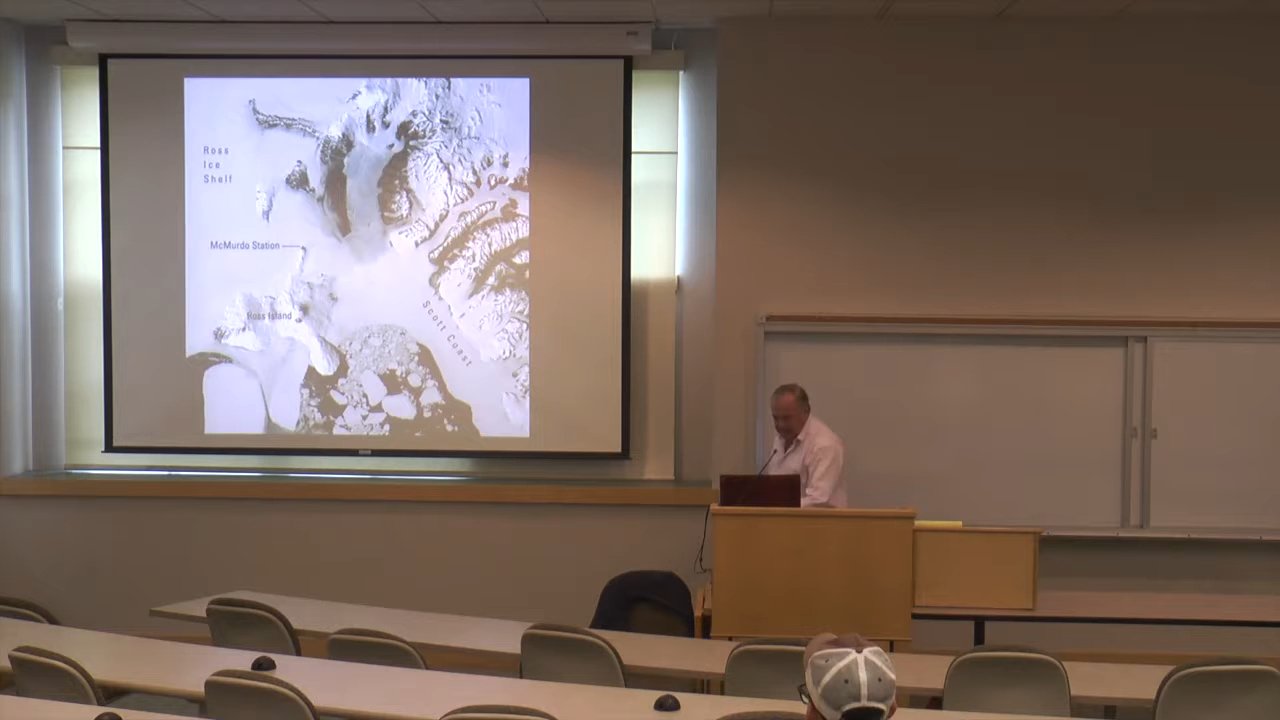 Ross
Ice
Shelf
McMurdo Station
Ross Island
Scott Coast